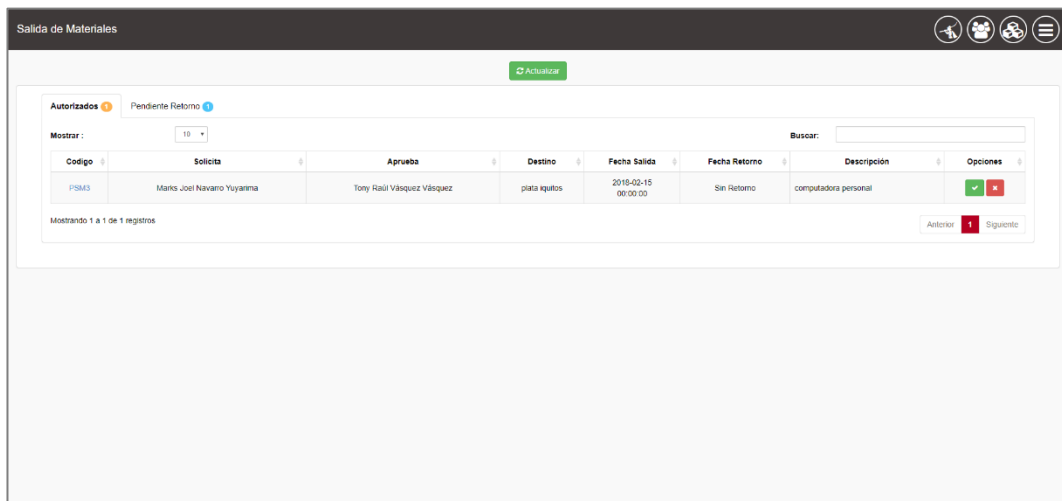 Salida de Materiales
Actualizar
Autorizados 1 Pendiente Retorno 1
Mostrar : 10 Buscar:
Codigo Solicita Aprueba Destino Fecha Salida Fecha Retorno Descripción Opciones
PSM3 Marks Joel Navarro Yuyarima Tony Raúl Vásquez Vásquez plata iquitos 2018-02-15 00:00:00 Sin Retorno computadora personal
Mostrando 1 a 1 de 1 registros
Anterior 1 Siguiente